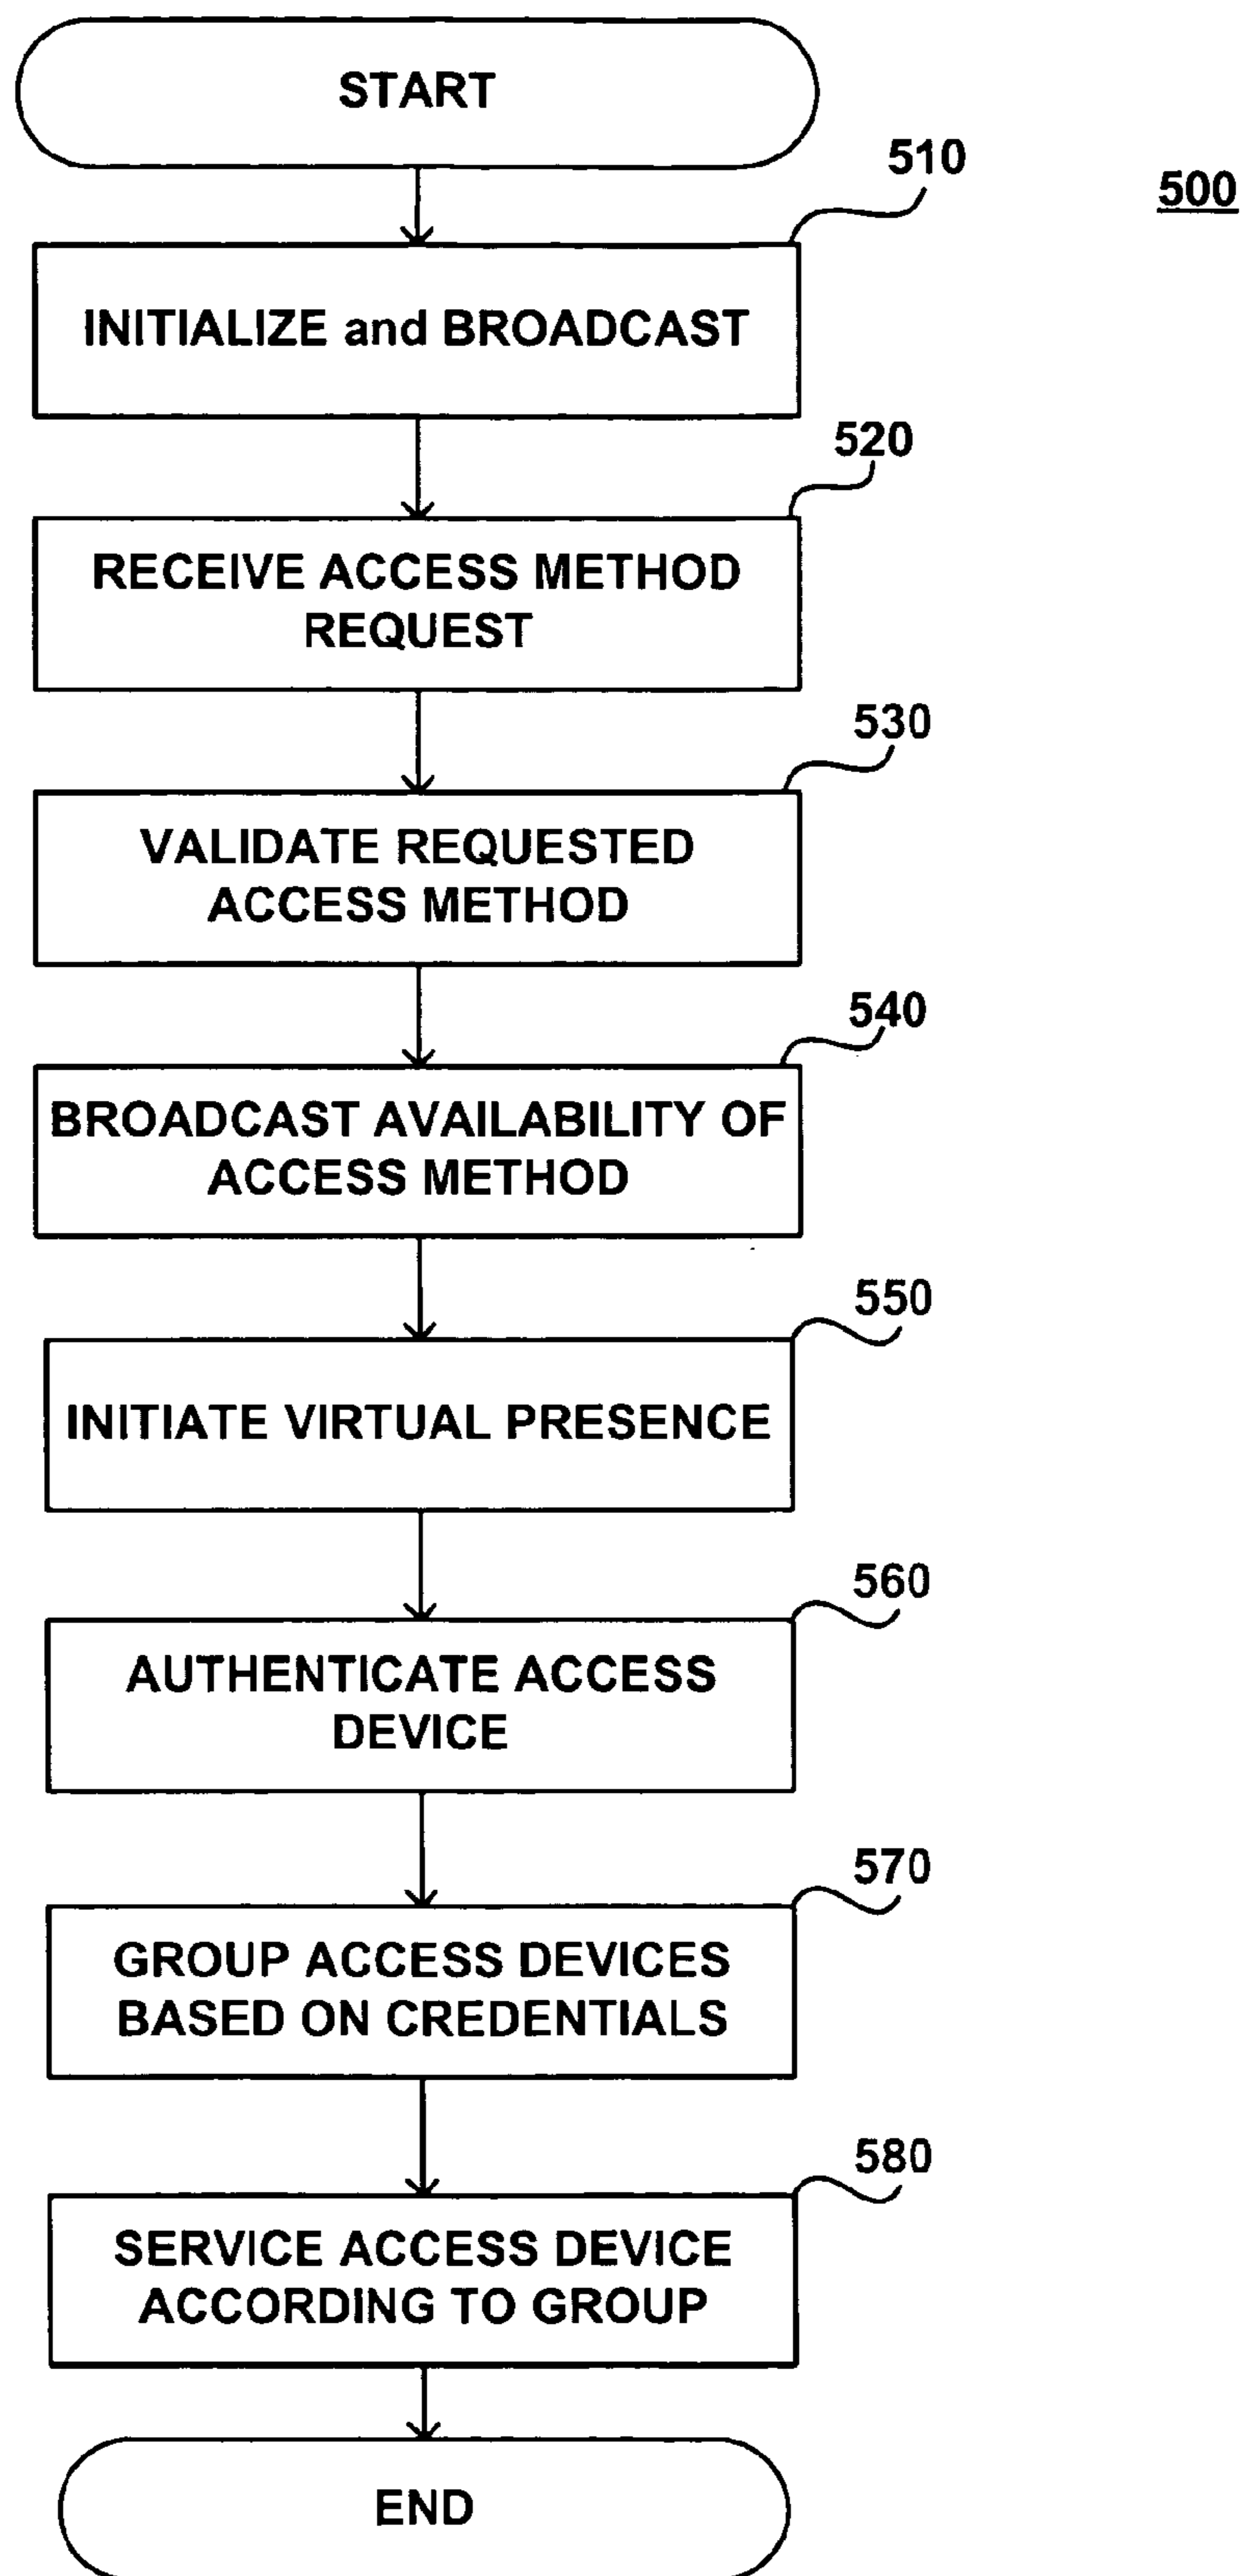 START
510
500
INITIALIZE and BROADCAST
520
RECEIVE ACCESS METHOD
REQUEST
530
VALIDATE REQUESTED
ACCESS METHOD
540
BROADCAST AVAILABILITY OF
ACCESS METHOD
550
INITIATE VIRTUAL PRESENCE
560
AUTHENTICATE ACCESS
DEVICE
570
GROUP ACCESS DEVICES
BASED ON CREDENTIALS
580
SERVICE ACCESS DEVICE
ACCORDING TO GROUP
END